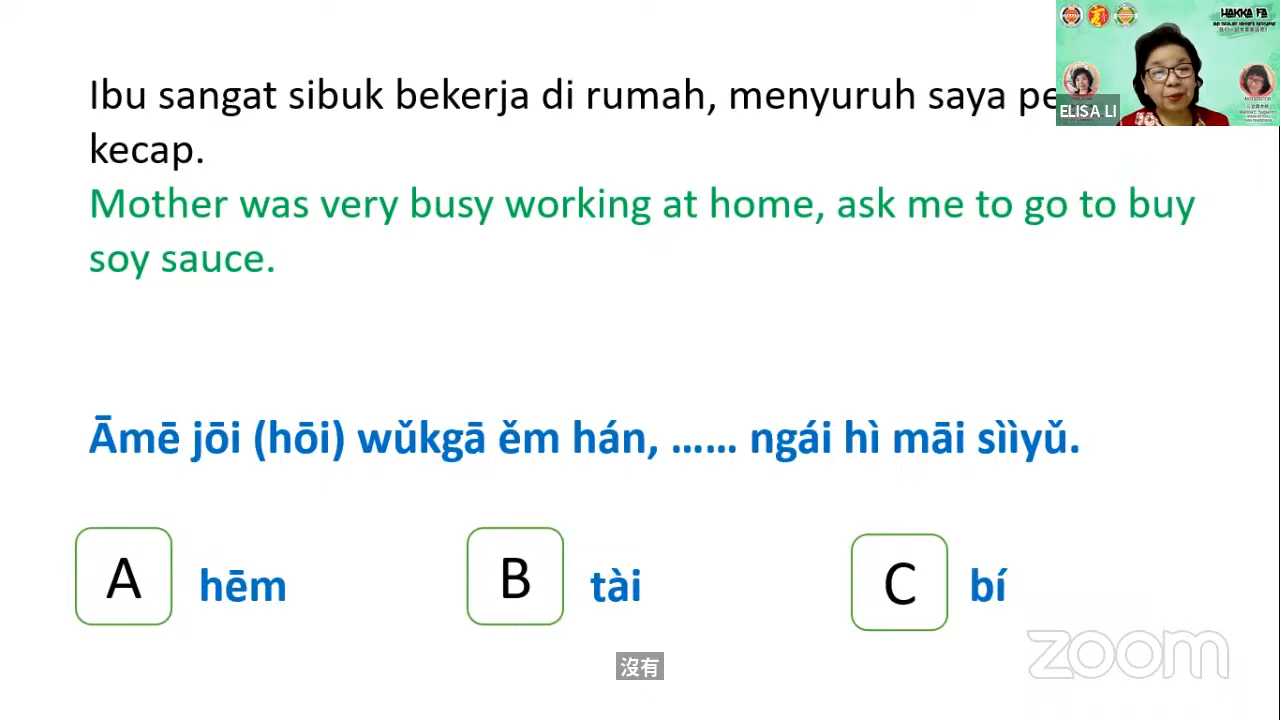 Ibu sangat sibuk bekerja di rumah, menyuruh saya pe
kecap.
Mother was very busy working at home, ask me to go to buy
soy sauce.
Āmē jōi (hōi) wǔkgā ěm hán, …… ngái hì māi sììyǔ.
A hēm
B tài
C bí
沒有
zoom
ELISA LI
HAKKA FA
MODERATOR